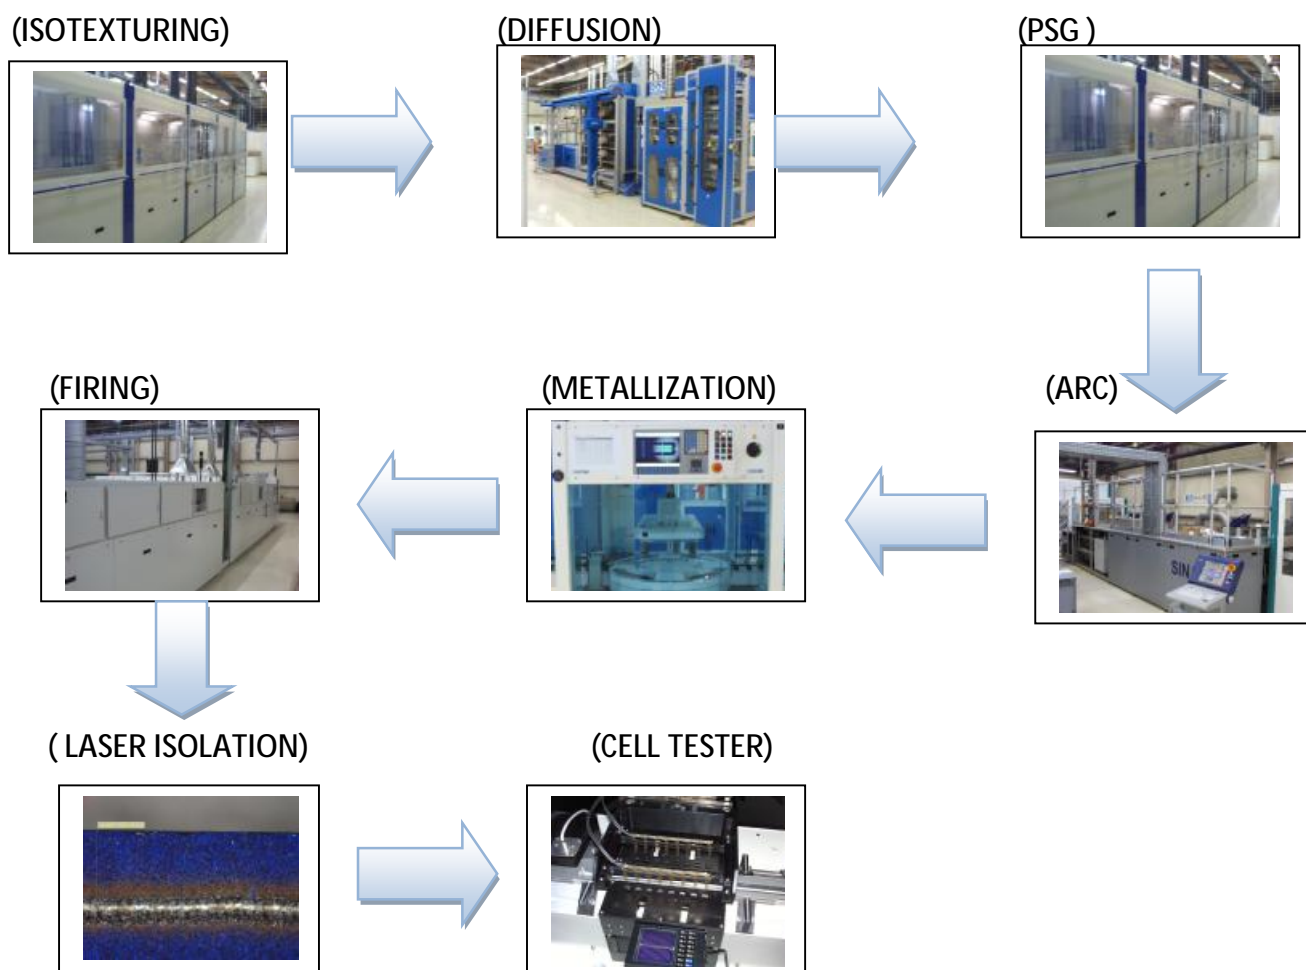 (ISOTEXTURING)
(DIFFUSION)
(PSG )
(FIRING)
(METALLIZATION)
(ARC)
SIN
( LASER ISOLATION)
(CELL TESTER)